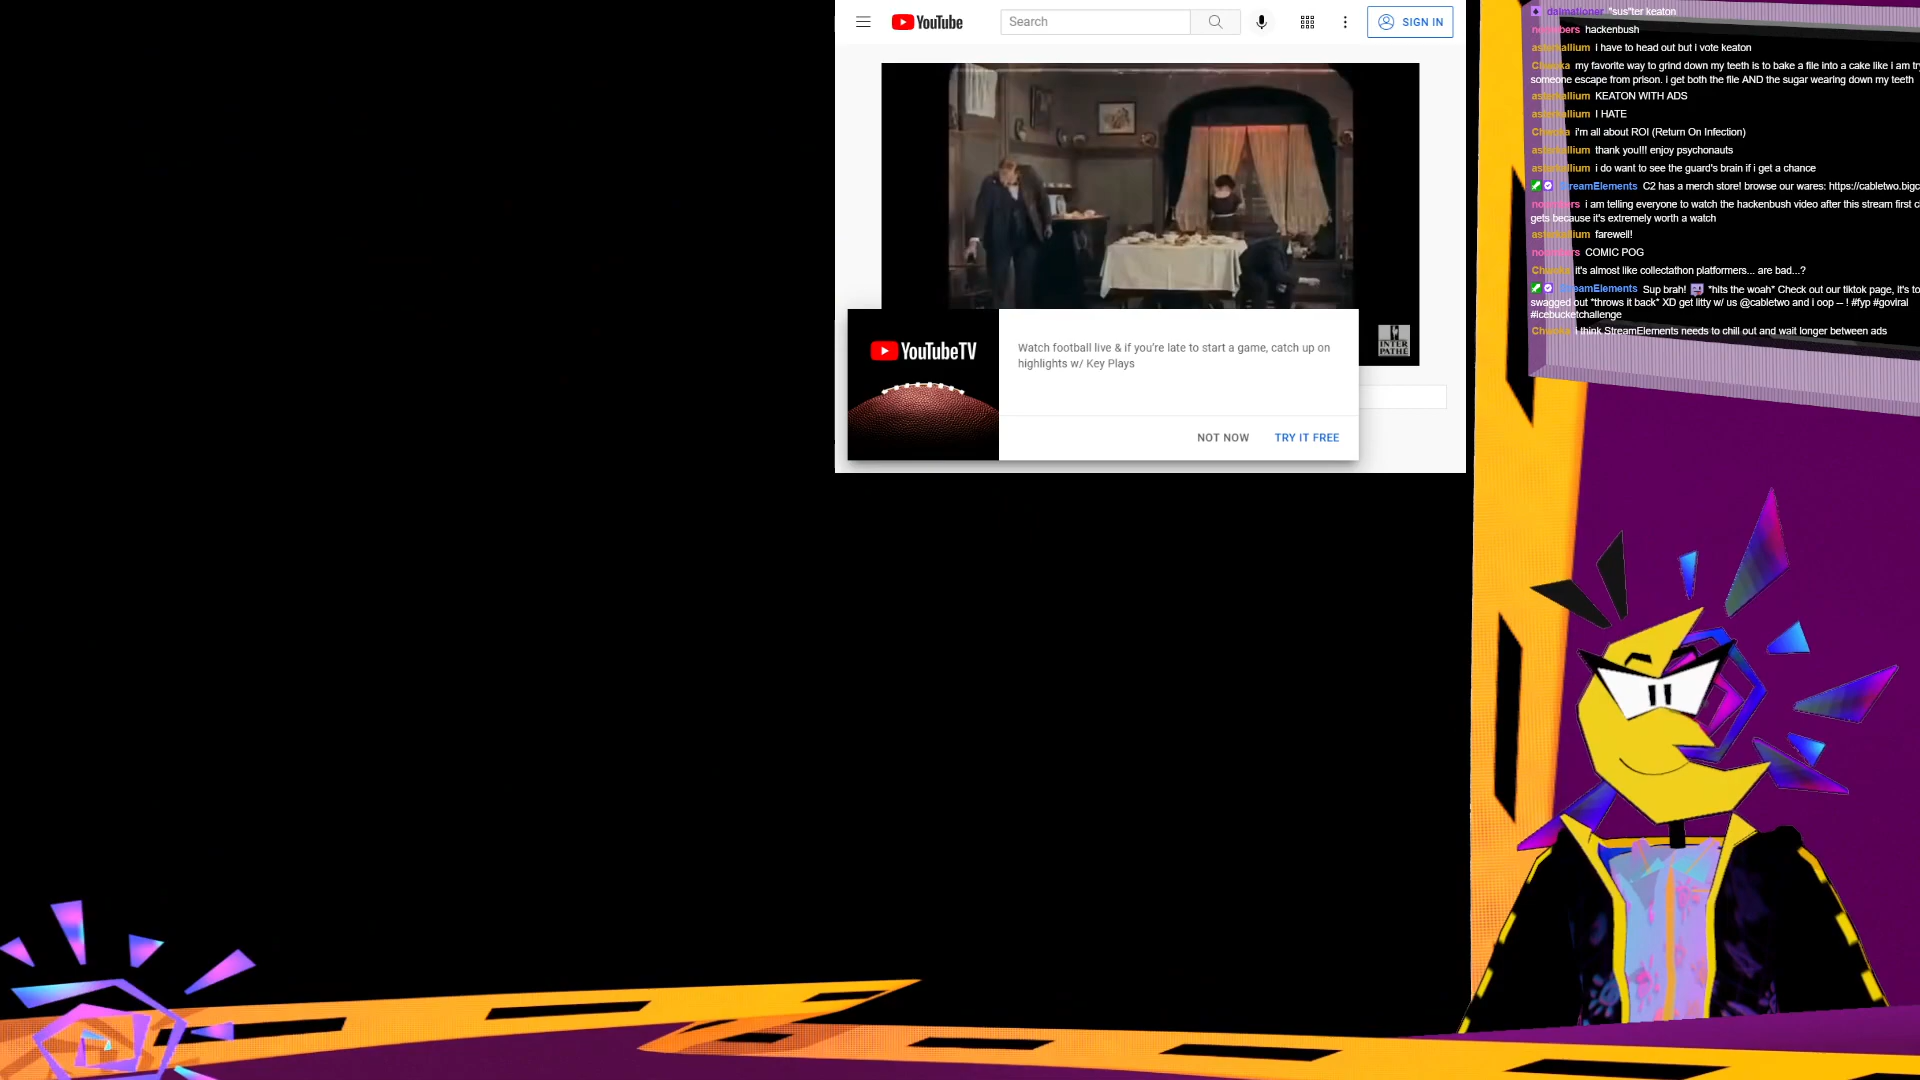 YouTube
Search
SIGN IN
INTER
PATHÉ
YouTubeTV
Watch football live & if you're late to start a game, catch up on
highlights w/ Key Plays
NOT NOW
TRY IT FREE
dalmationer "sus"ter keaton
hackenbush
i have to head out but i vote keaton
my favorite way to grind down my teeth is to bake a file into a cake like i am
someone escape from prison. i get both the file AND the sugar wearing down my teeth
KEATON WITH ADS
I HATE
i'm all about ROI (Return On Infection)
thank you!!! enjoy psychonauts
i do want to see the guard's brain if i get a chance
StreamElements C2 has a merch store! browse our wares: https://cabletwo.bigc
i am telling everyone to watch the hackenbush video after this stream first
gets because it's extremely worth a watch
farewell!
COMIC POG
it's almost like collectathon platformers... are bad...?
StreamElements Sup brah! *hits the woah* Check out our tiktok page, it's
swagged out *throws it back* XD get litty w/ us @cabletwo and i oop -- ! #fyp #goviral
#icebucketchallenge
i think StreamElements needs to chill out and wait longer between ads